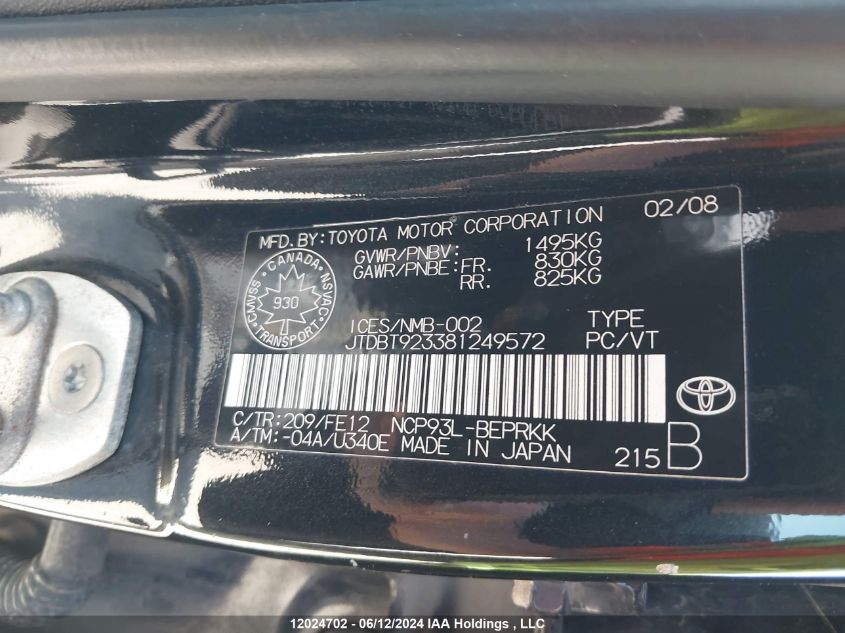 MFD.BY:TOYOTA MOTOR CORPORATION 02/08
GVWR/PNBV: 1495KG
GAWR/PNBE:FR. 830KG
RR. 825KG
CANADA
CMVSS 930 NSVAC
TRANSPORT
ICES/NMB-002 TYPE
JTDBT923381249572 PC/VT
C/TR:209/FE12 NCP93L-BEPRKK
A/TM:-04A/U340E MADE IN JAPAN 215 B
12024702 - 06/12/2024 IAA Holdings , LLC